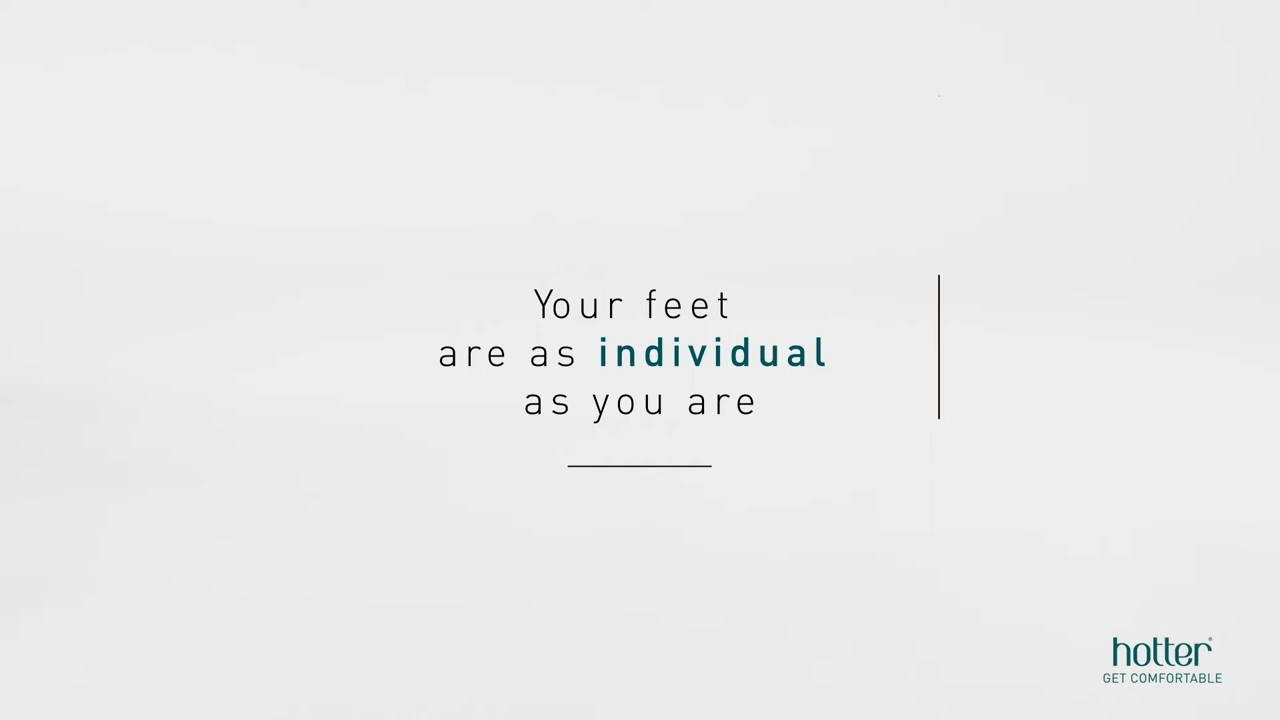 Your feet
are as individual
as you are
hotter®
GET COMFORTABLE